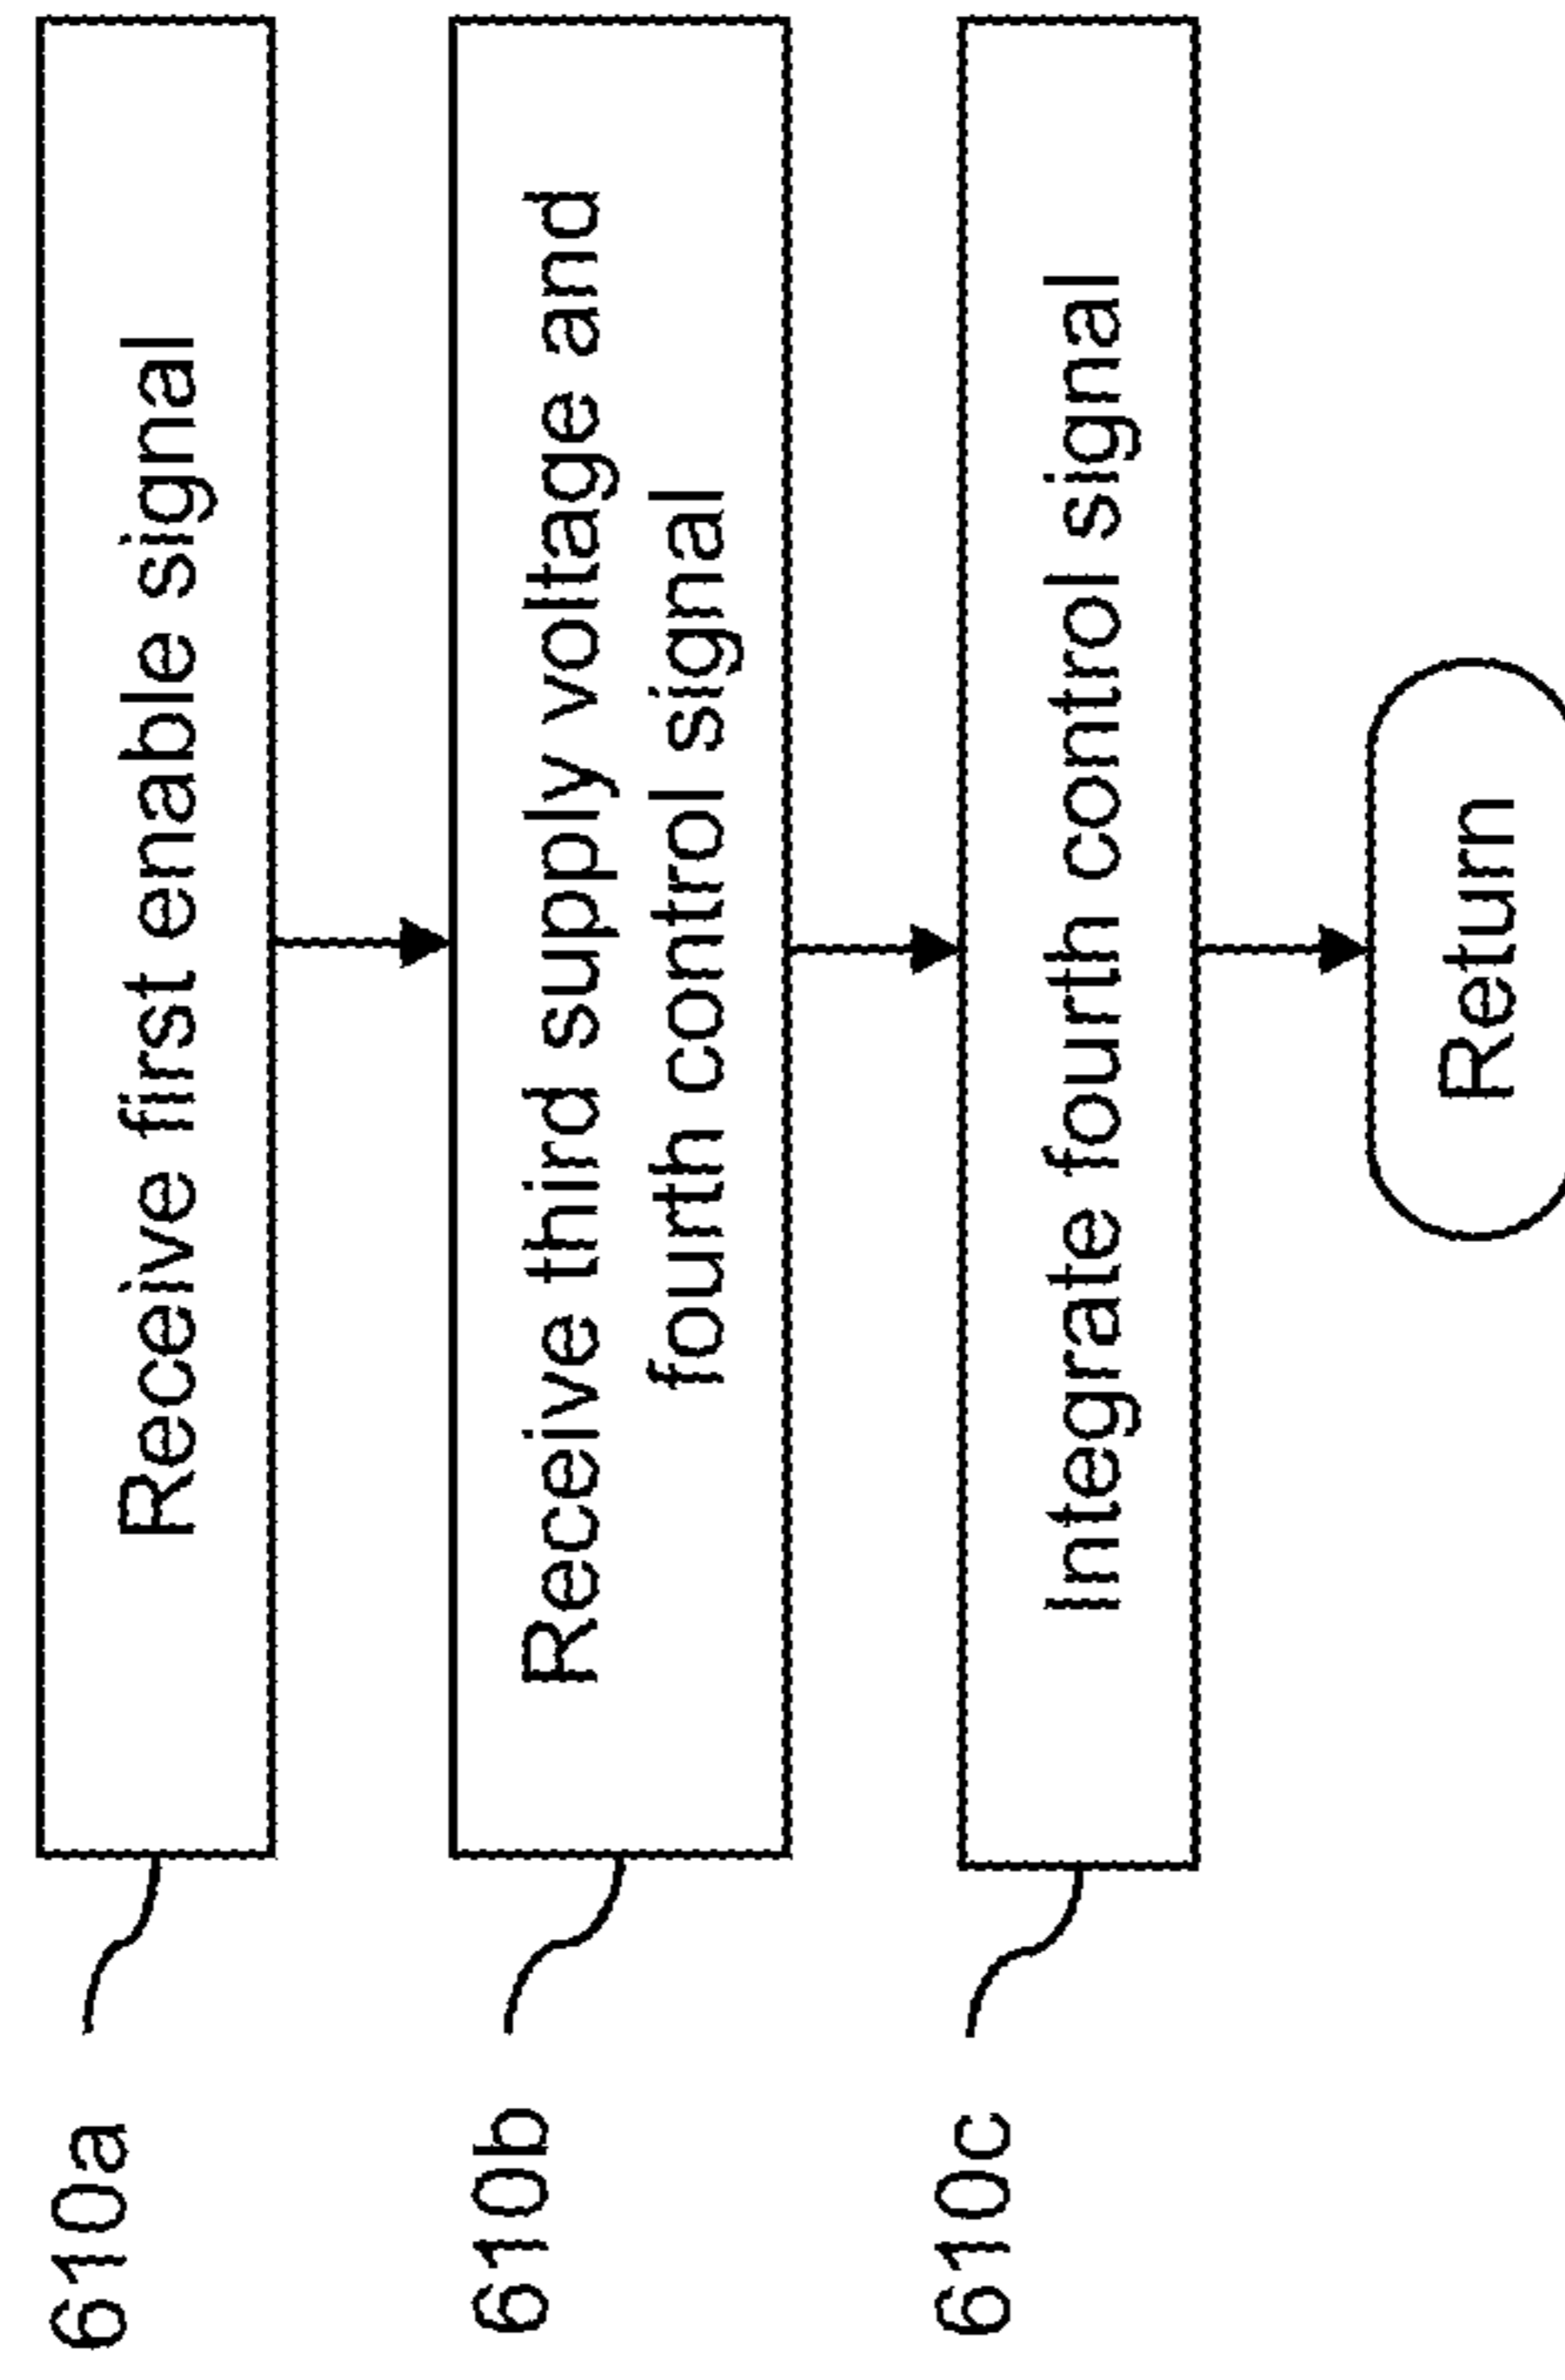 610a
Receive first enable signal
610b
Receive third supply voltage and
fourth control signal
610c
Integrate fourth control signal
Return